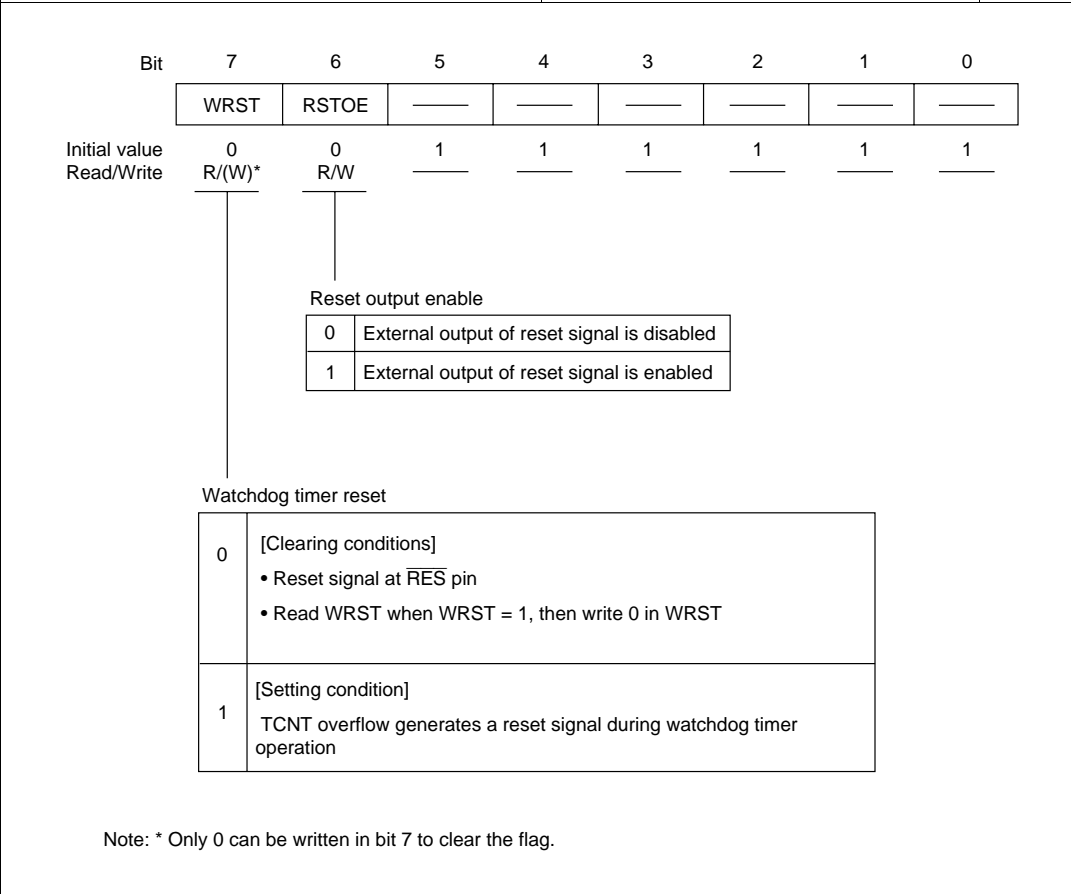 Bit 7 6 5 4 3 2 1 0
WRST RSTOE — — — — — —
Initial value 0 0 1 1 1 1 1 1
Read/Write R/(W)* R/W — — — — — —
Reset output enable
0 External output of reset signal is disabled
1 External output of reset signal is enabled
Watchdog timer reset
0 [Clearing conditions]
• Reset signal at R̅E̅S̅ pin
• Read WRST when WRST = 1, then write 0 in WRST
1 [Setting condition]
TCNT overflow generates a reset signal during watchdog timer
operation
Note: * Only 0 can be written in bit 7 to clear the flag.